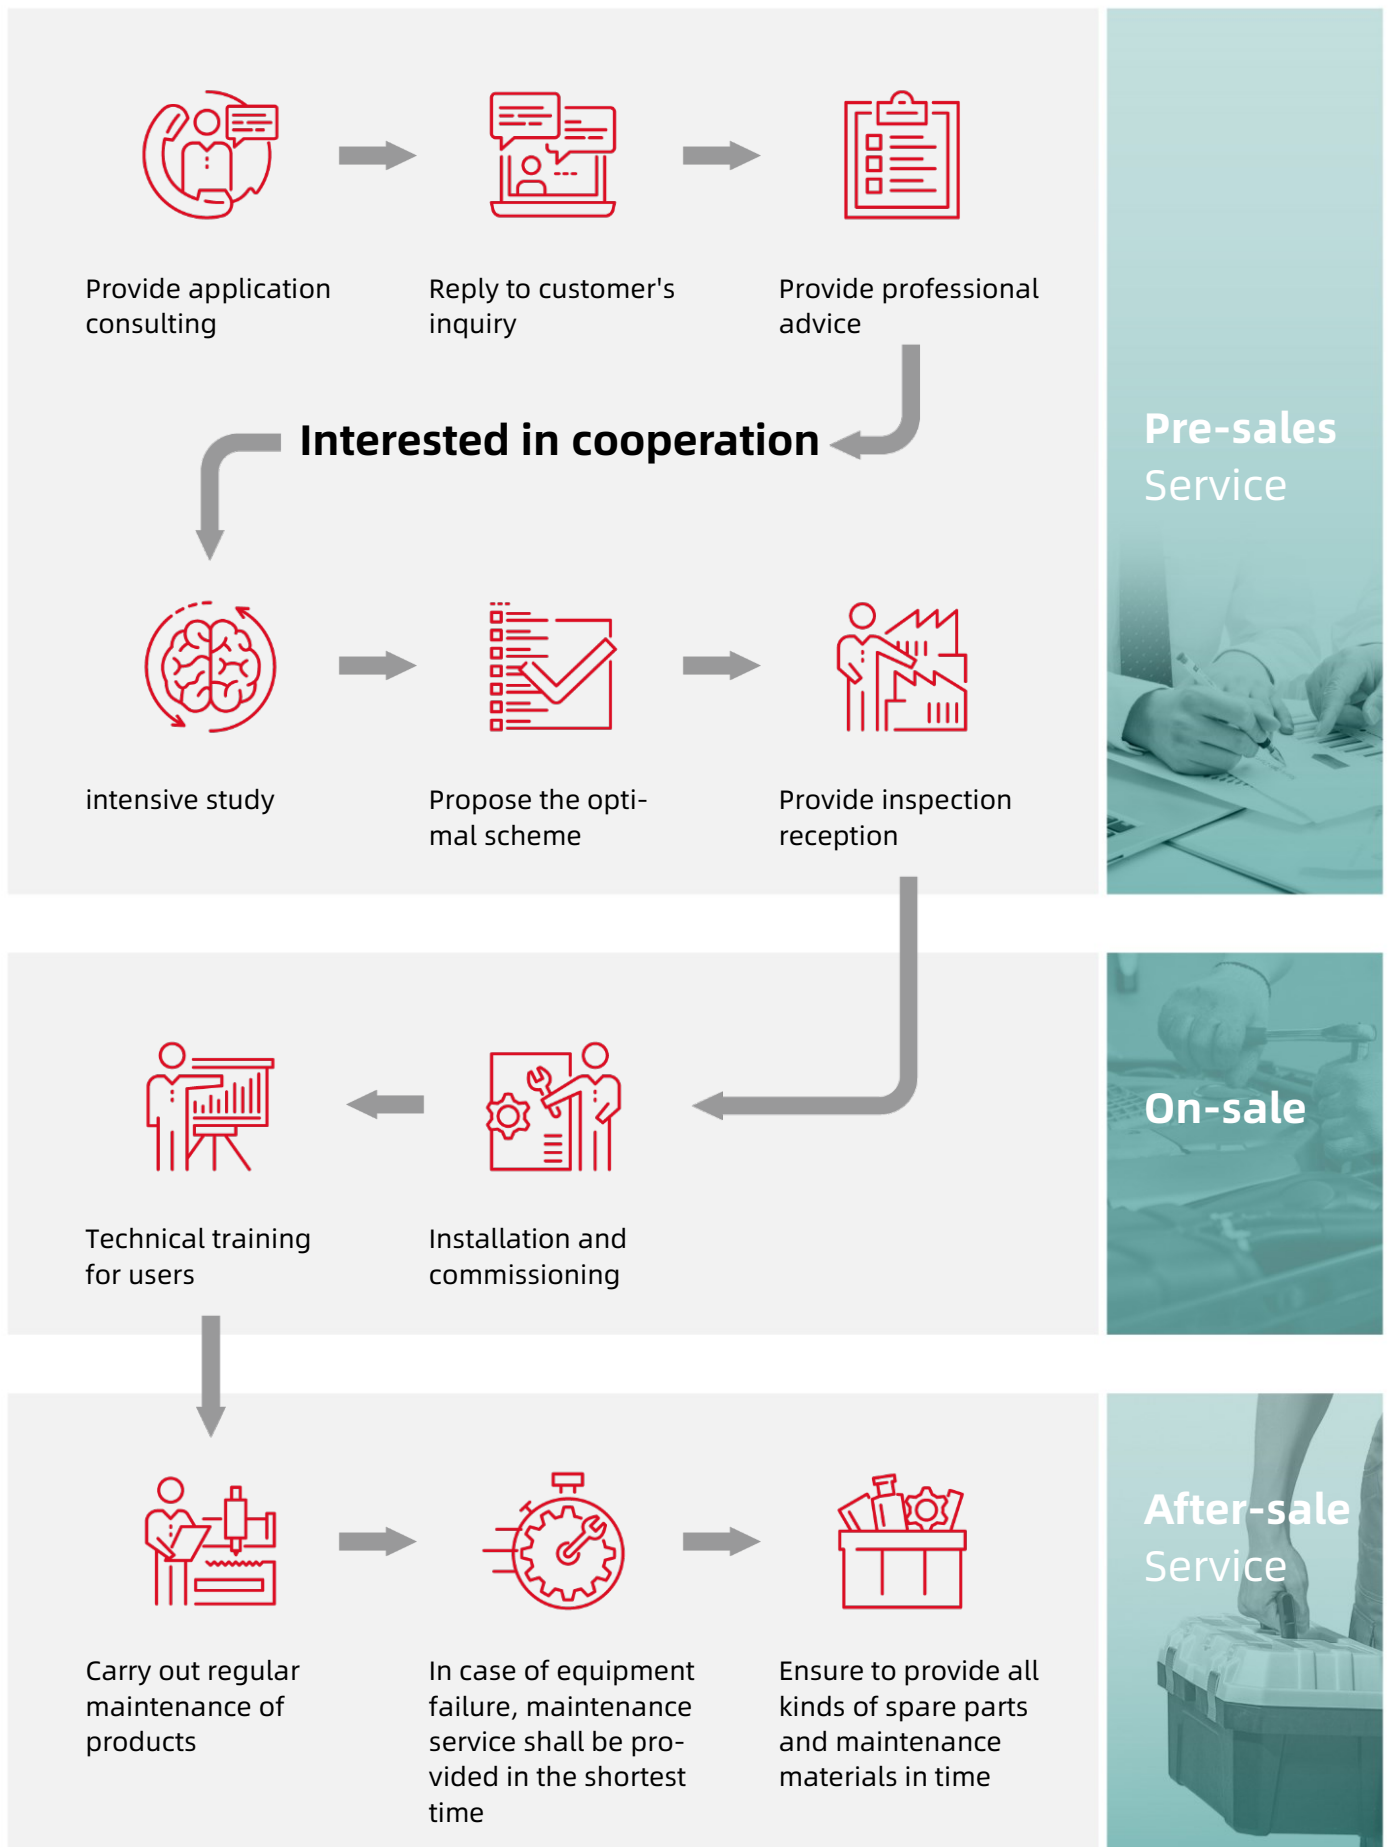 Provide application
consulting
Reply to customer's
inquiry
Provide professional
advice
Interested in cooperation
Pre-sales
Service
intensive study
Propose the opti-
mal scheme
Provide inspection
reception
Technical training
for users
Installation and
commissioning
On-sale
Carry out regular
maintenance of
products
In case of equipment
failure, maintenance
service shall be pro-
vided in the shortest
time
Ensure to provide all
kinds of spare parts
and maintenance
materials in time
After-sale
Service